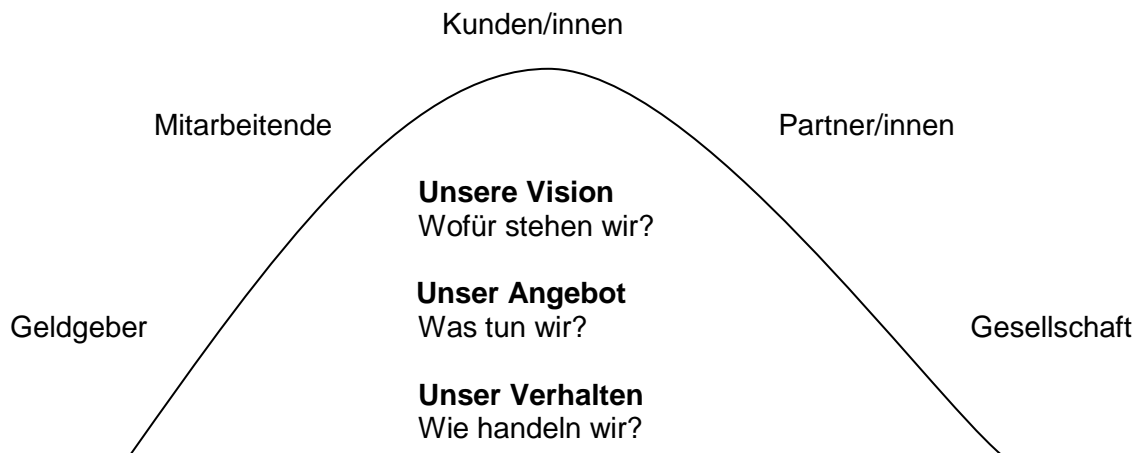 Kunden/innen
Mitarbeitende
Partner/innen
Unsere Vision
Wofür stehen wir?
Unser Angebot
Was tun wir?
Geldgeber
Gesellschaft
Unser Verhalten
Wie handeln wir?